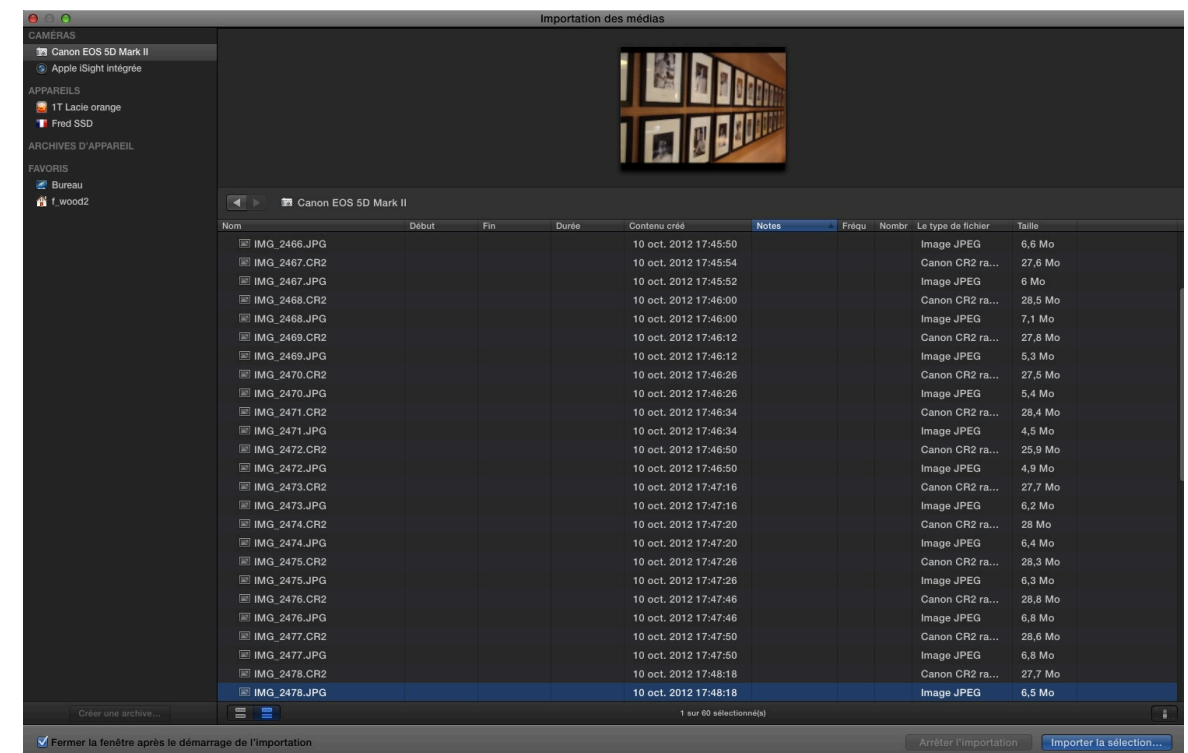 Importation des médias
CAMÉRAS
Canon EOS 5D Mark II
Apple iSight intégrée
APPAREILS
1T Lacie orange
Fred SSD
ARCHIVES D'APPAREIL
FAVORIS
Bureau
f_wood2
Canon EOS 5D Mark II
Nom Début Fin Durée Contenu créé Notes Fréqu Nombr Le type de fichier Taille
IMG_2466.JPG 10 oct. 2012 17:45:50 Image JPEG 6,6 Mo
IMG_2467.CR2 10 oct. 2012 17:45:54 Canon CR2 ra... 27,6 Mo
IMG_2467.JPG 10 oct. 2012 17:45:52 Image JPEG 6 Mo
IMG_2468.CR2 10 oct. 2012 17:46:00 Canon CR2 ra... 28,5 Mo
IMG_2468.JPG 10 oct. 2012 17:46:00 Image JPEG 7,1 Mo
IMG_2469.CR2 10 oct. 2012 17:46:12 Canon CR2 ra... 27,8 Mo
IMG_2469.JPG 10 oct. 2012 17:46:12 Image JPEG 5,3 Mo
IMG_2470.CR2 10 oct. 2012 17:46:26 Canon CR2 ra... 27,5 Mo
IMG_2470.JPG 10 oct. 2012 17:46:26 Image JPEG 5,4 Mo
IMG_2471.CR2 10 oct. 2012 17:46:34 Canon CR2 ra... 28,4 Mo
IMG_2471.JPG 10 oct. 2012 17:46:34 Image JPEG 4,5 Mo
IMG_2472.CR2 10 oct. 2012 17:46:50 Canon CR2 ra... 25,9 Mo
IMG_2472.JPG 10 oct. 2012 17:46:50 Image JPEG 4,9 Mo
IMG_2473.CR2 10 oct. 2012 17:47:16 Canon CR2 ra... 27,7 Mo
IMG_2473.JPG 10 oct. 2012 17:47:16 Image JPEG 6,2 Mo
IMG_2474.CR2 10 oct. 2012 17:47:20 Canon CR2 ra... 28 Mo
IMG_2474.JPG 10 oct. 2012 17:47:20 Image JPEG 6,4 Mo
IMG_2475.CR2 10 oct. 2012 17:47:26 Canon CR2 ra... 28,3 Mo
IMG_2475.JPG 10 oct. 2012 17:47:26 Image JPEG 6,3 Mo
IMG_2476.CR2 10 oct. 2012 17:47:46 Canon CR2 ra... 28,8 Mo
IMG_2476.JPG 10 oct. 2012 17:47:46 Image JPEG 6,8 Mo
IMG_2477.CR2 10 oct. 2012 17:47:50 Canon CR2 ra... 28,6 Mo
IMG_2477.JPG 10 oct. 2012 17:47:50 Image JPEG 6,8 Mo
IMG_2478.CR2 10 oct. 2012 17:48:18 Canon CR2 ra... 27,7 Mo
IMG_2478.JPG 10 oct. 2012 17:48:18 Image JPEG 6,5 Mo
Créer une archive... 1 sur 60 sélectionné(s)
Fermer la fenêtre après le démarrage de l'importation Arrêter l'importation Importer la sélection...